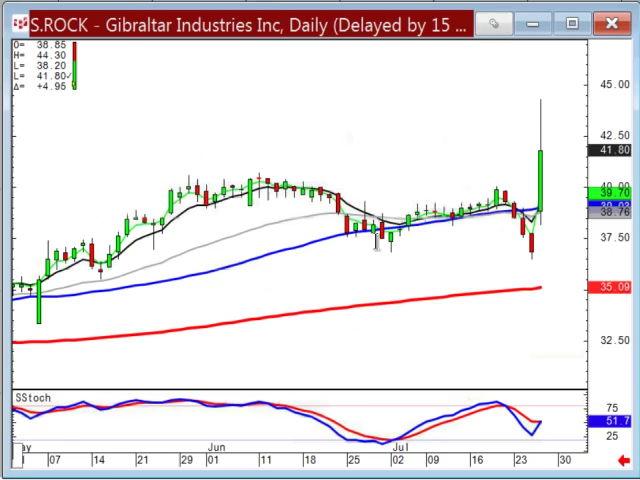 S.ROCK - Gibraltar Industries Inc, Daily (Delayed by 15 ...
O= 38.85
H= 44.30
L= 38.20
L= 41.80
Δ= +4.95
45.00
42.50
41.80
40.00
39.70
38.76
37.50
35.09
32.50
SStoch
75
51.7
25
07 14 21 29 Jun 01 11 18 25 Jul 02 09 16 23 30